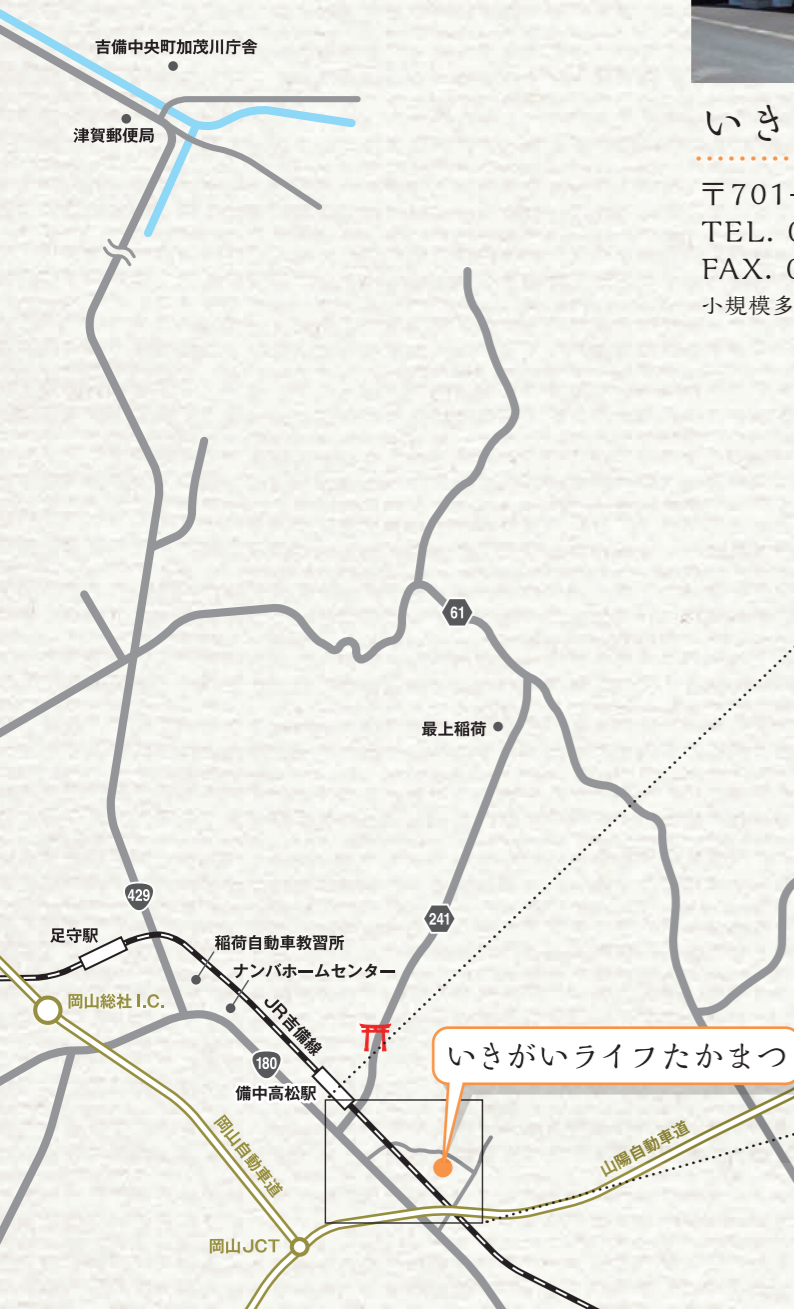 吉備中央町加茂川庁舎
津賀郵便局
いき
〒701-
TEL. 0
FAX. 0
小規模多
61
最上稲荷
241
429
足守駅
稲荷自動車教習所
ナンバホームセンター
岡山総社I.C.
JR吉備線
180
備中高松駅
いきがいライフたかまつ
岡山自動車道
山陽自動車道
岡山JCT